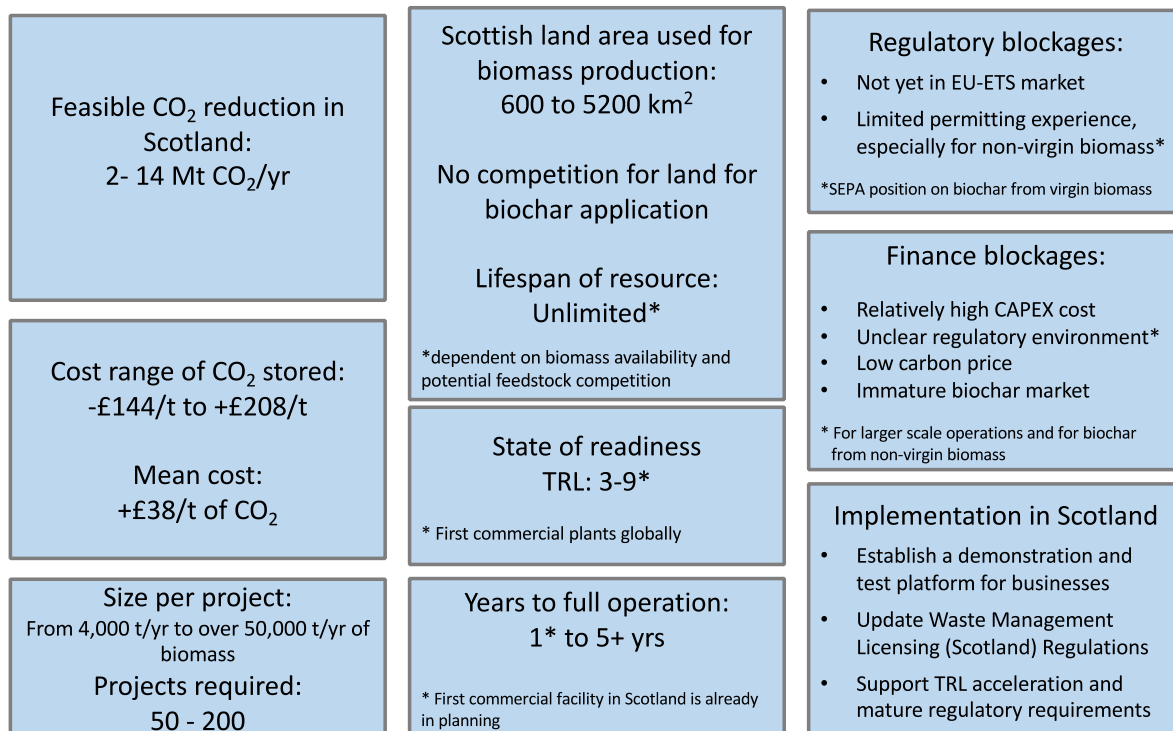 Feasible CO₂ reduction in
Scotland:
2- 14 Mt CO₂/yr
Cost range of CO₂ stored:
-£144/t to +£208/t
Mean cost:
+£38/t of CO₂
Size per project:
From 4,000 t/yr to over 50,000 t/yr of
biomass
Projects required:
50 - 200
Scottish land area used for
biomass production:
600 to 5200 km²
No competition for land for
biochar application
Lifespan of resource:
Unlimited*
*dependent on biomass availability and
potential feedstock competition
State of readiness
TRL: 3-9*
* First commercial plants globally
Years to full operation:
1* to 5+ yrs
* First commercial facility in Scotland is already
in planning
Regulatory blockages:
• Not yet in EU-ETS market
• Limited permitting experience,
especially for non-virgin biomass*
*SEPA position on biochar from virgin biomass
Finance blockages:
• Relatively high CAPEX cost
• Unclear regulatory environment*
• Low carbon price
• Immature biochar market
* For larger scale operations and for biochar
from non-virgin biomass
Implementation in Scotland
• Establish a demonstration and
test platform for businesses
• Update Waste Management
Licensing (Scotland) Regulations
• Support TRL acceleration and
mature regulatory requirements